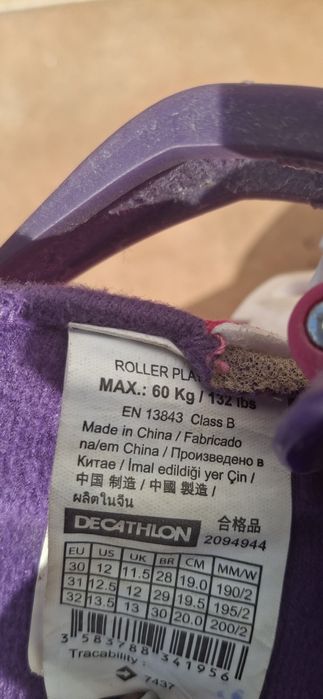 ROLLER PLA
MAX.: 60 Kg / 132 lbs
EN 13843 Class B
Made in China / Fabricado
na/em China / Произведено в
Китае / İmal edildiği yer Çin /
中国 制造 / 中國 製造 /
ผลิตในจีน
DECATHLON 合格品
2094944
EU US UK BR CM MM/W
30 12 11.5 28 19.0 190/2
31 12.5 12 29 19.5 195/2
32 13.5 13 30 20.0 200/2
3 583788 341956
Tracability:
7437